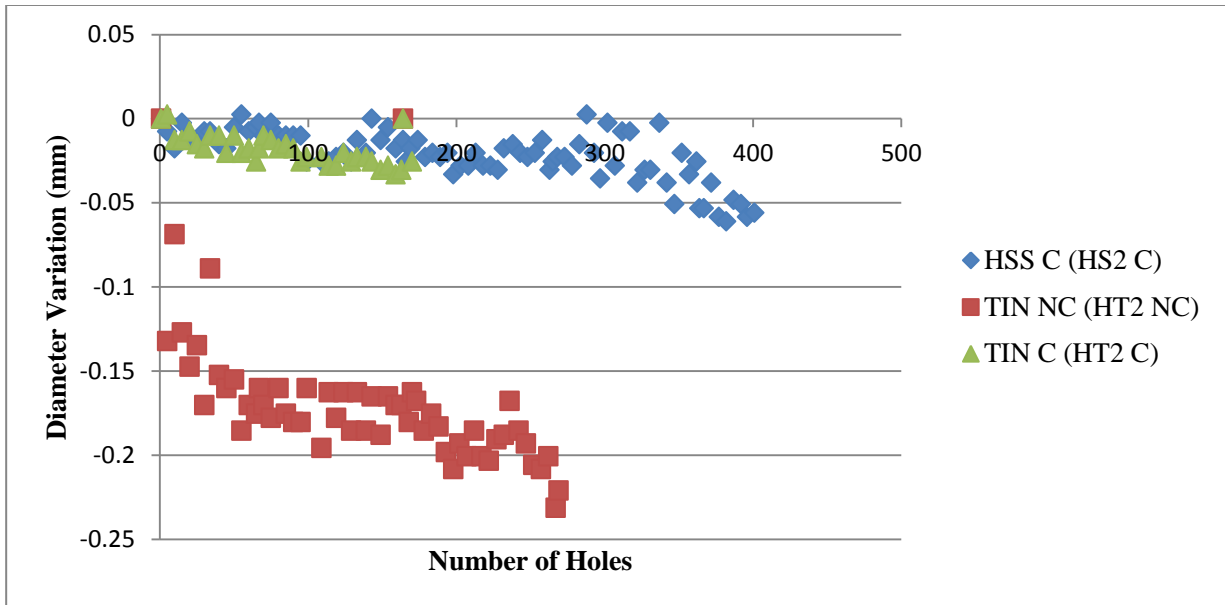 0.05
0
-0.05
-0.1
-0.15
-0.2
-0.25
0 100 200 300 400 500
Diameter Variation (mm)
Number of Holes
HSS C (HS2 C)
TIN NC (HT2 NC)
TIN C (HT2 C)